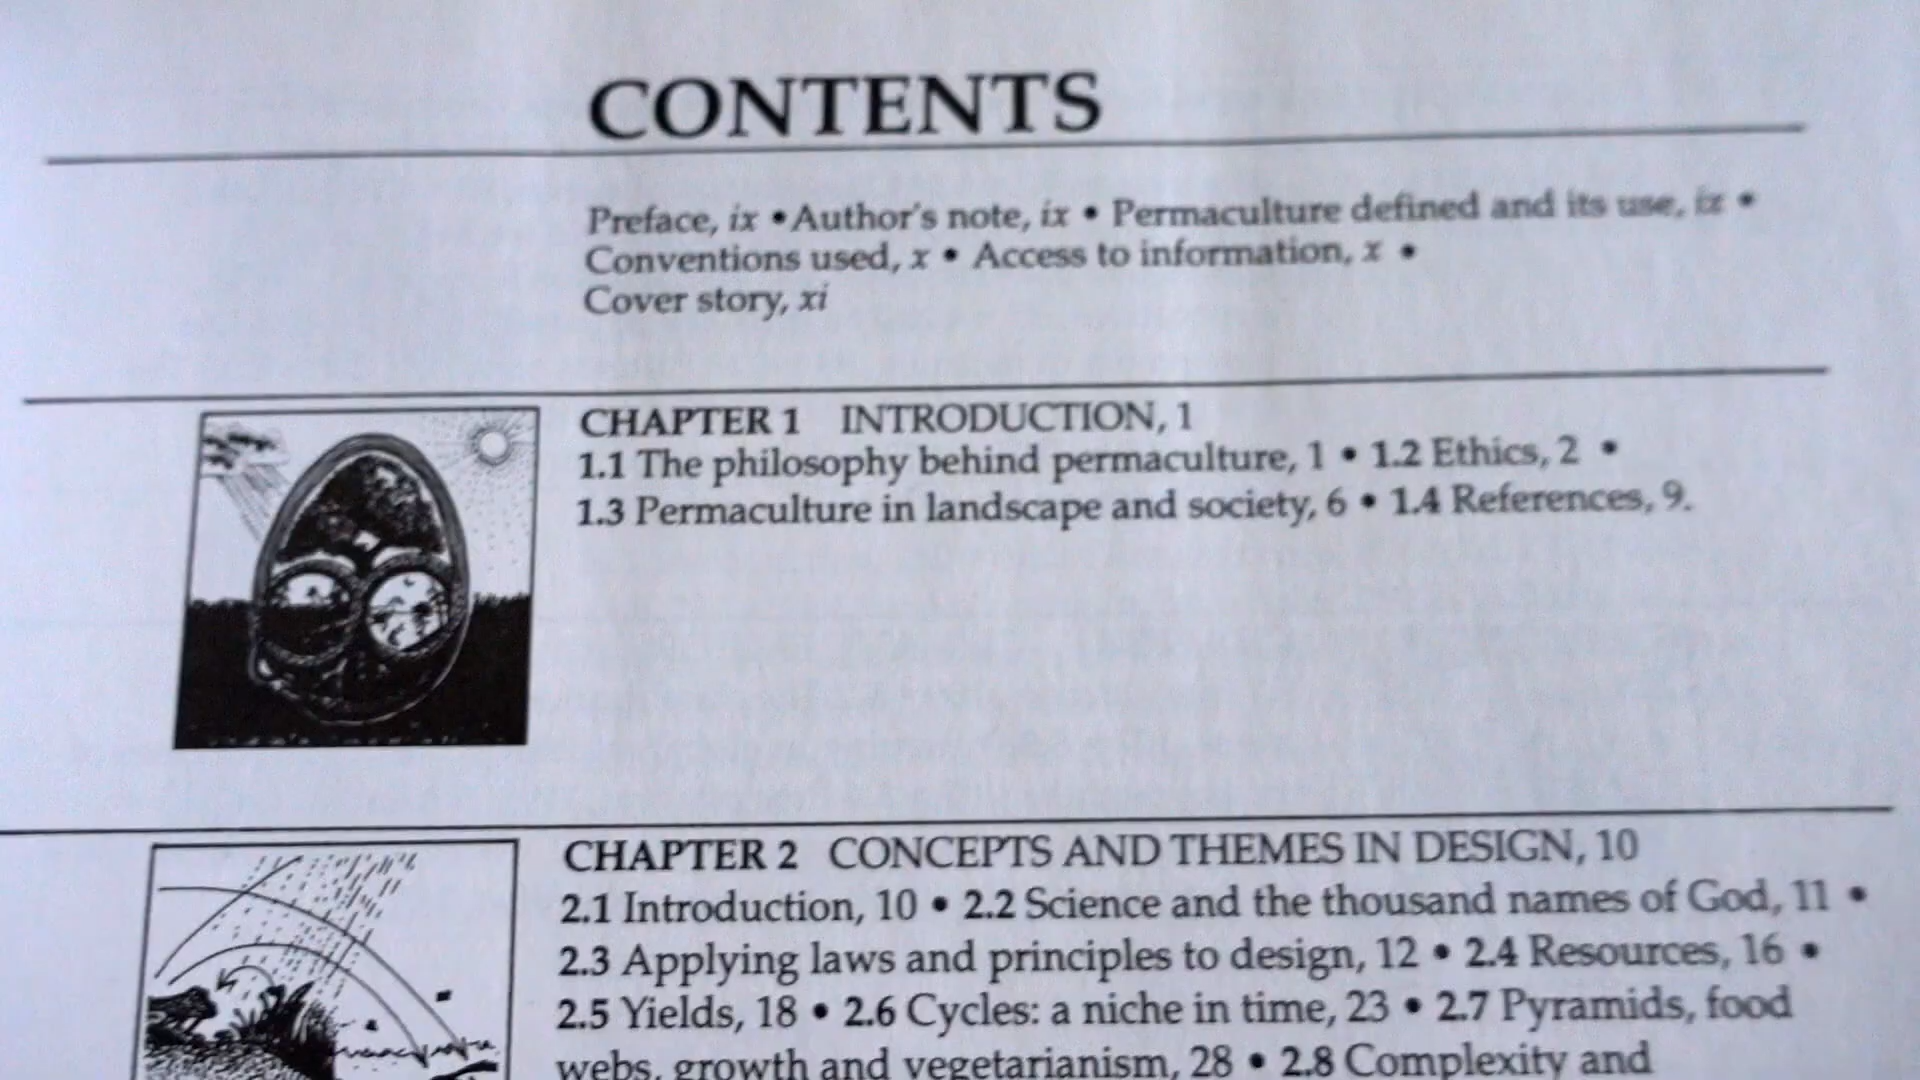 CONTENTS
Preface, ix • Author's note, ix • Permaculture defined and its use, ix •
Conventions used, x • Access to information, x •
Cover story, xi
CHAPTER 1 INTRODUCTION, 1
1.1 The philosophy behind permaculture, 1 • 1.2 Ethics, 2 •
1.3 Permaculture in landscape and society, 6 • 1.4 References, 9.
CHAPTER 2 CONCEPTS AND THEMES IN DESIGN, 10
2.1 Introduction, 10 • 2.2 Science and the thousand names of God, 11 •
2.3 Applying laws and principles to design, 12 • 2.4 Resources, 16 •
2.5 Yields, 18 • 2.6 Cycles: a niche in time, 23 • 2.7 Pyramids, food
webs, growth and vegetarianism, 28 • 2.8 Complexity and